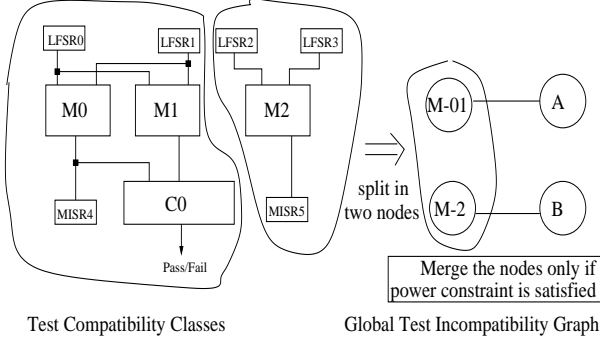 LFSR0
LFSR1
LFSR2
LFSR3
M0
M1
M2
M-01
A
split in
two nodes
MISR4
C0
MISR5
M-2
B
Pass/Fail
Merge the nodes only if
power constraint is satisfied
Test Compatibility Classes
Global Test Incompatibility Graph